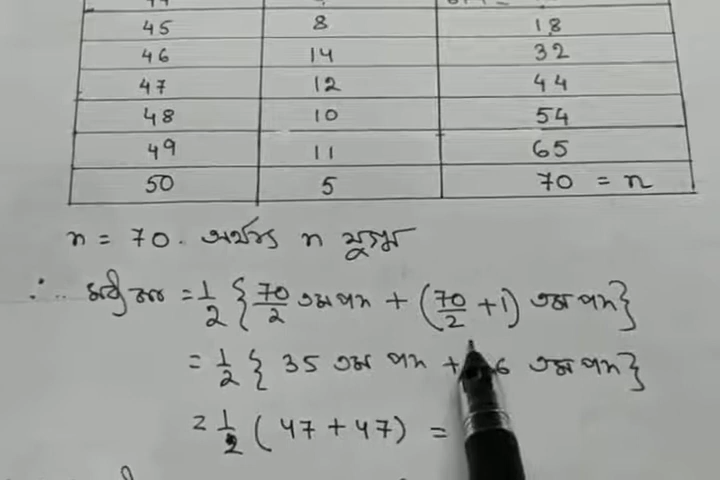 45 8 18
46 14 32
47 12 44
48 10 54
49 11 65
50 5 70 = n
n = 70. অর্থাৎ n যুগ্ম
∴ মধ্যমা = 1/2 {70/2 তম পদ + (70/2 + 1) তম পদ}
= 1/2 { 35 তম পদ + 6 তম পদ}
= 1/2 (47 + 47) =